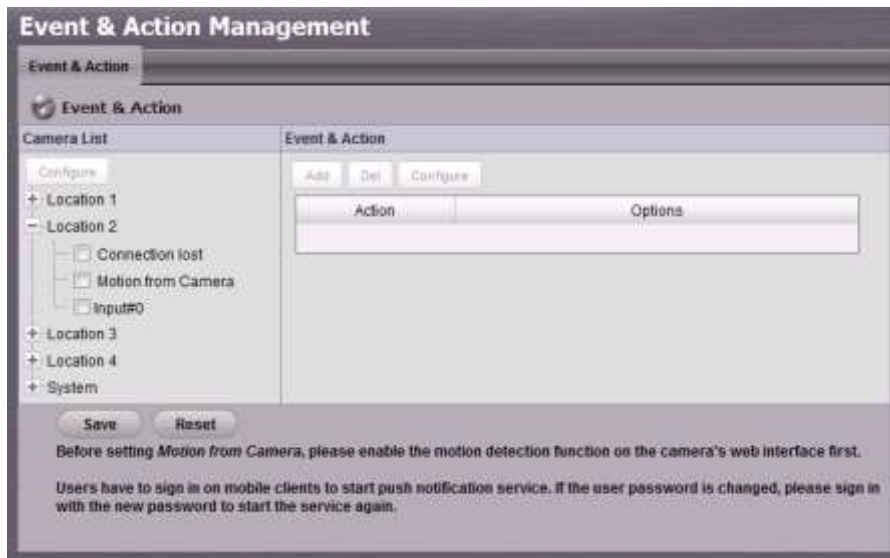 Event & Action Management
Event & Action
Event & Action
Camera List
Event & Action
Configure
Add Del Configure
Location 1
Action Options
Location 2
Connection lost
Motion from Camera
Input#0
Location 3
Location 4
System
Save Reset
Before setting Motion from Camera, please enable the motion detection function on the camera's web interface first.
Users have to sign in on mobile clients to start push notification service. If the user password is changed, please sign in
with the new password to start the service again.